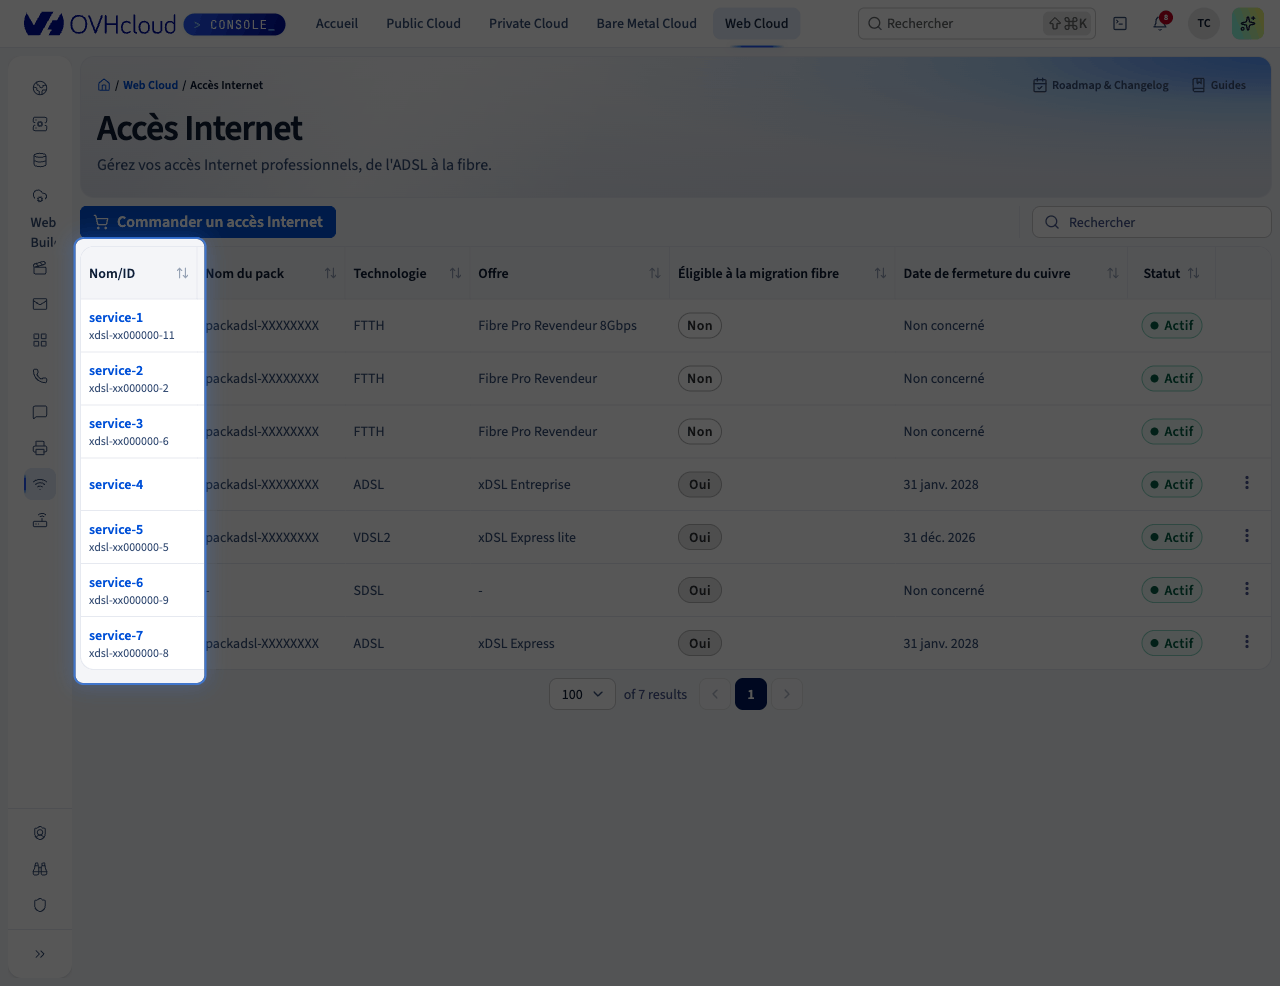 OVHcloud > CONSOLE_ Accueil Public Cloud Private Cloud Bare Metal Cloud Web Cloud Rechercher ⇧⌘K 8 TC
/ Web Cloud / Accès Internet Roadmap & Changelog Guides
Accès Internet
Gérez vos accès Internet professionnels, de l'ADSL à la fibre.
Web
Buil
Commander un accès Internet Rechercher
Nom/ID Nom du pack Technologie Offre Éligible à la migration fibre Date de fermeture du cuivre Statut
service-1
xdsl-xx000000-11
packadsl-XXXXXXXX FTTH Fibre Pro Revendeur 8Gbps Non Non concerné Actif
service-2
xdsl-xx000000-2
packadsl-XXXXXXXX FTTH Fibre Pro Revendeur Non Non concerné Actif
service-3
xdsl-xx000000-6
packadsl-XXXXXXXX FTTH Fibre Pro Revendeur Non Non concerné Actif
service-4 packadsl-XXXXXXXX ADSL xDSL Entreprise Oui 31 janv. 2028 Actif
service-5
xdsl-xx000000-5
packadsl-XXXXXXXX VDSL2 xDSL Express lite Oui 31 déc. 2026 Actif
service-6
xdsl-xx000000-9
- SDSL - Oui Non concerné Actif
service-7
xdsl-xx000000-8
packadsl-XXXXXXXX ADSL xDSL Express Oui 31 janv. 2028 Actif
100 of 7 results 1